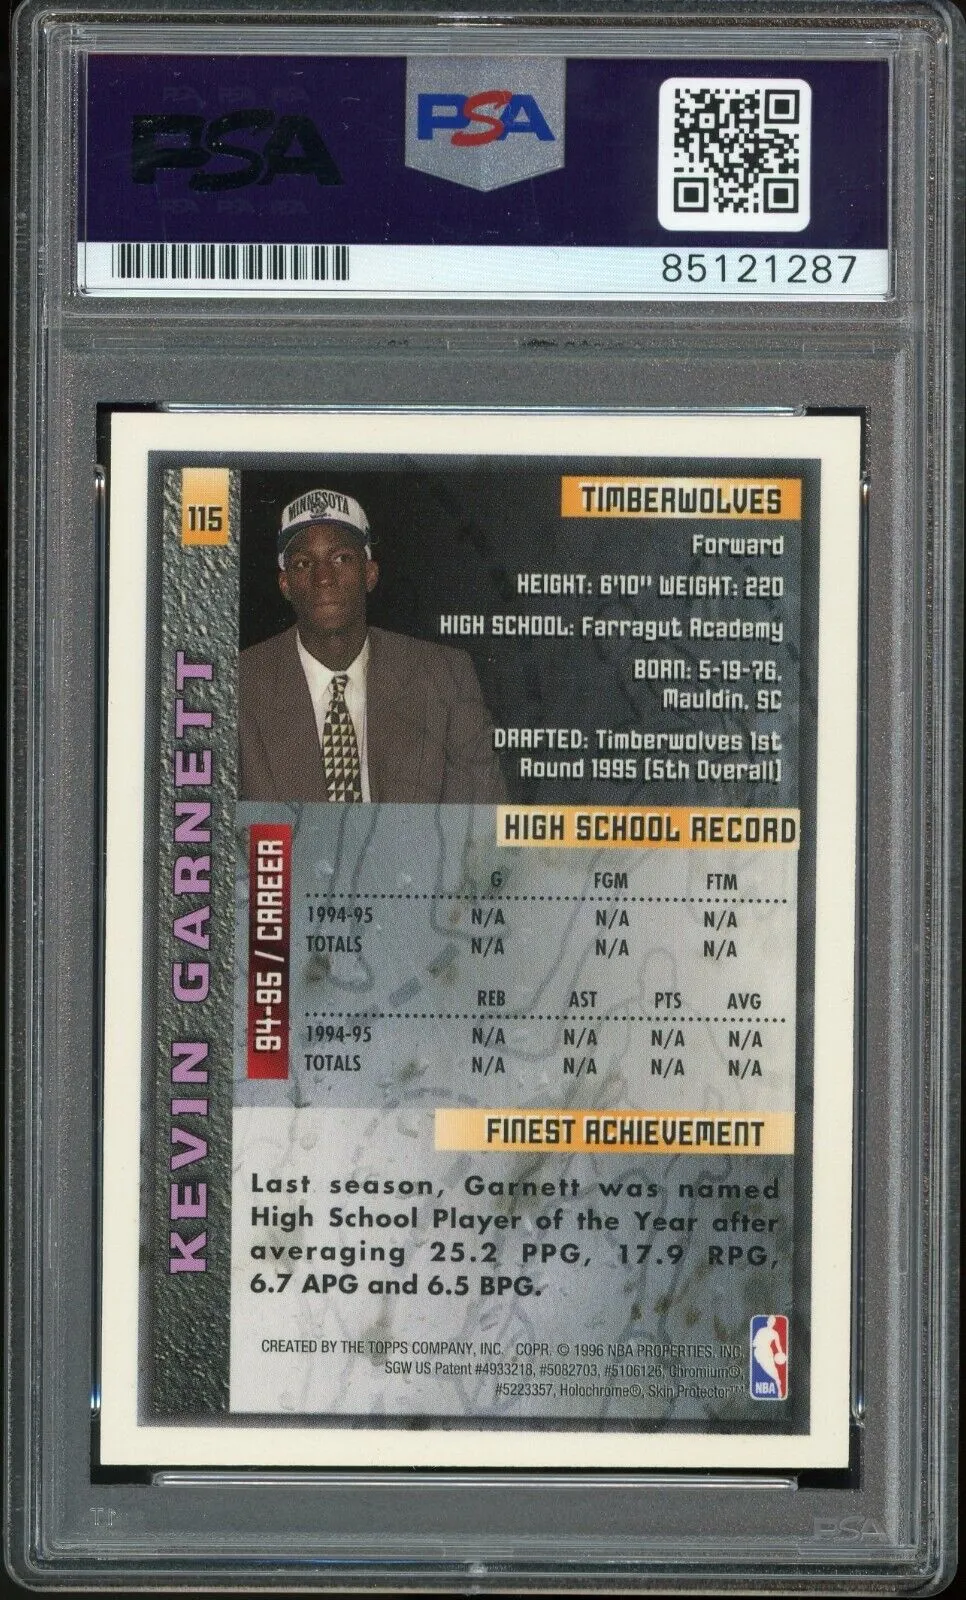 PSA
PSA
85121287
115
MINNESOTA
TIMBERWOLVES
Forward
HEIGHT: 6'10" WEIGHT: 220
HIGH SCHOOL: Farragut Academy
BORN: 5-19-76,
Mauldin, SC
DRAFTED: Timberwolves 1st
Round 1995 (5th Overall)
KEVIN GARNETT
HIGH SCHOOL RECORD
94-95 / CAREER
G FGM FTM
1994-95 N/A N/A N/A
TOTALS N/A N/A N/A
REB AST PTS AVG
1994-95 N/A N/A N/A N/A
TOTALS N/A N/A N/A N/A
FINEST ACHIEVEMENT
Last season, Garnett was named
High School Player of the Year after
averaging 25.2 PPG, 17.9 RPG,
6.7 APG and 6.5 BPG.
CREATED BY THE TOPPS COMPANY, INC. COPR. © 1996 NBA PROPERTIES, INC.
SGW US Patent #4933218, #5082703, #5106126, Chromium®,
#5223357, Holochrome®, Skin Protector™
NBA
PSA